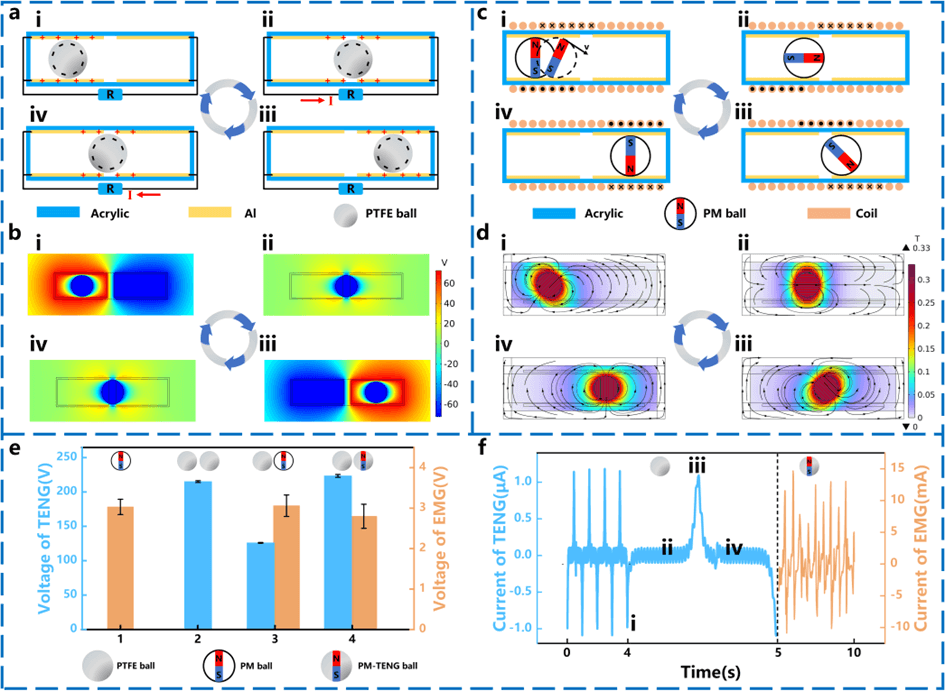 a
i
ii
R
R
I
iv
iii
R
I
R
Acrylic
Al
PTFE ball
b
i
ii
V
60
40
20
0
-20
-40
-60
iv
iii
c
i
ii
N
S
N
S
v
S
N
iv
iii
S
N
S
N
Acrylic
N
S
PM ball
Coil
d
i
ii
T
0.33
0.3
0.25
0.2
0.15
0.1
0.05
0
0
iv
iii
e
Voltage of TENG(V)
250
200
150
100
50
0
N
S
N
S
N
S
4
3
2
1
0
Voltage of EMG(V)
1
2
3
4
PTFE ball
N
S
PM ball
N
S
PM-TENG ball
f
Current of TENG(μA)
1.0
0.5
0.0
-0.5
-1.0
i
ii
iii
iv
N
S
15
10
5
0
-5
-10
Current of EMG(mA)
0
4
5
10
Time(s)